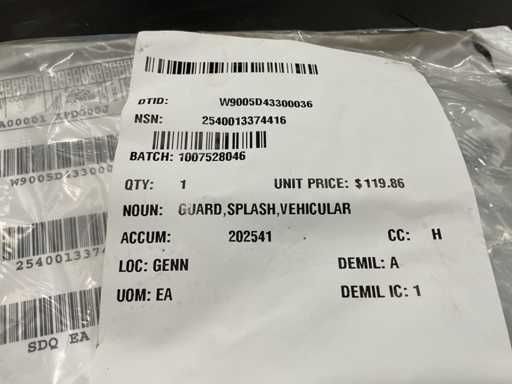 DTID: W9005D43300036
NSN: 2540013374416
BATCH: 1007528046
QTY: 1 UNIT PRICE: $119.86
NOUN: GUARD,SPLASH,VEHICULAR
ACCUM: 202541 CC: H
LOC: GENN DEMIL: A
UOM: EA DEMIL IC: 1
A00001
W9005D433000
254001337
SDQ EA